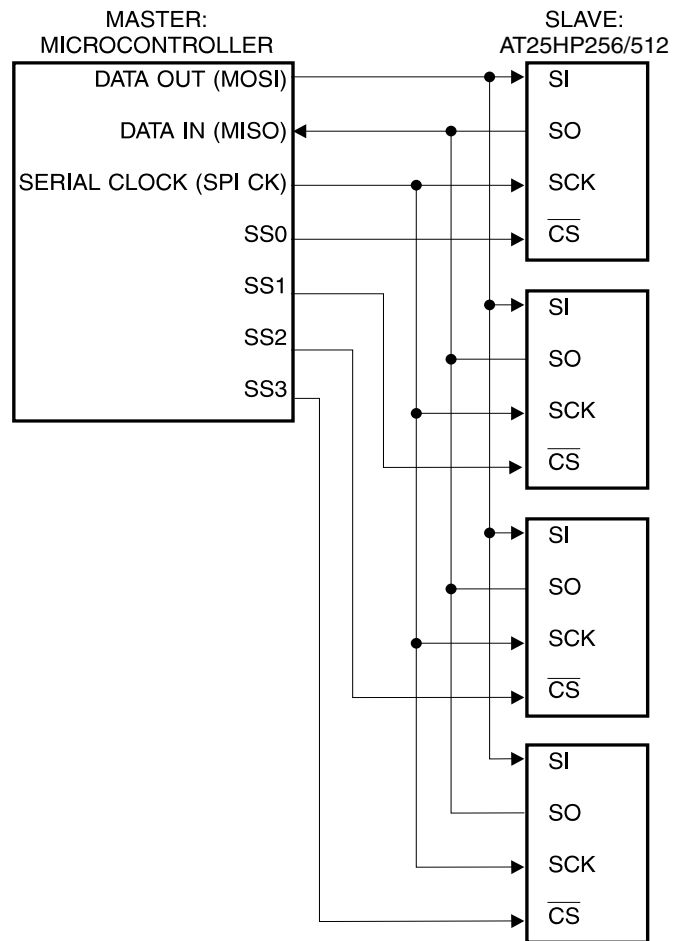 MASTER:
MICROCONTROLLER
DATA OUT (MOSI)
DATA IN (MISO)
SERIAL CLOCK (SPI CK)
SS0
SS1
SS2
SS3
SLAVE:
AT25HP256/512
SI
SO
SCK
CS
SI
SO
SCK
CS
SI
SO
SCK
CS
SI
SO
SCK
CS